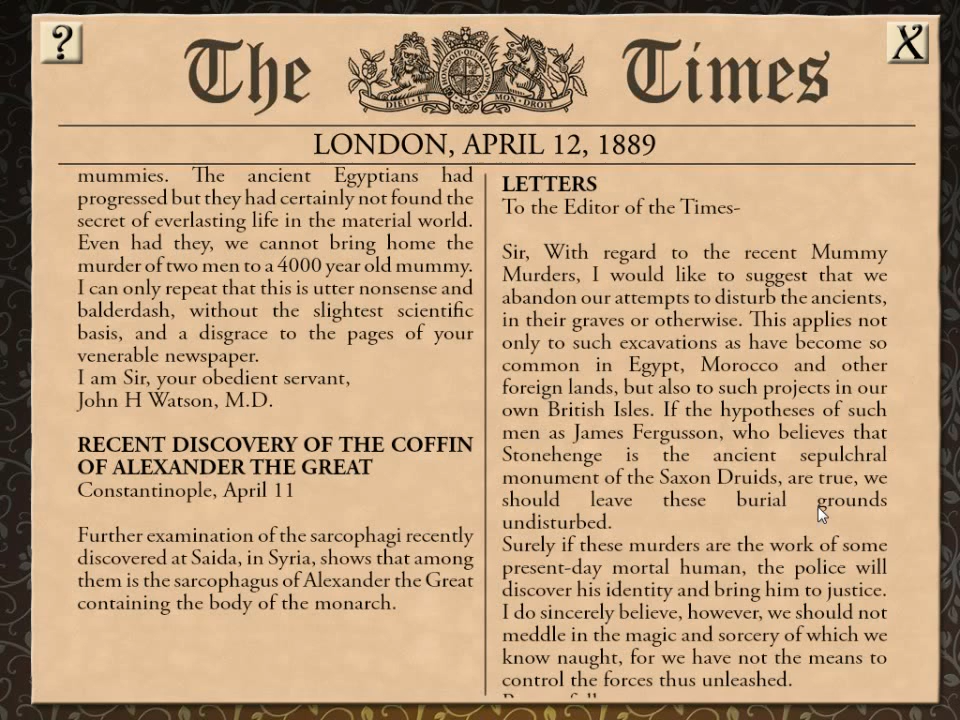 ?
The Times
X
DIEU · ET MON · DROIT
LONDON, APRIL 12, 1889
mummies. The ancient Egyptians had
progressed but they had certainly not found the
secret of everlasting life in the material world.
Even had they, we cannot bring home the
murder of two men to a 4000 year old mummy.
I can only repeat that this is utter nonsense and
balderdash, without the slightest scientific
basis, and a disgrace to the pages of your
venerable newspaper.
I am Sir, your obedient servant,
John H Watson, M.D.
RECENT DISCOVERY OF THE COFFIN
OF ALEXANDER THE GREAT
Constantinople, April 11
Further examination of the sarcophagi recently
discovered at Saida, in Syria, shows that among
them is the sarcophagus of Alexander the Great
containing the body of the monarch.
LETTERS
To the Editor of the Times-
Sir, With regard to the recent Mummy
Murders, I would like to suggest that we
abandon our attempts to disturb the ancients,
in their graves or otherwise. This applies not
only to such excavations as have become so
common in Egypt, Morocco and other
foreign lands, but also to such projects in our
own British Isles. If the hypotheses of such
men as James Fergusson, who believes that
Stonehenge is the ancient sepulchral
monument of the Saxon Druids, are true, we
should leave these burial grounds
undisturbed.
Surely if these murders are the work of some
present-day mortal human, the police will
discover his identity and bring him to justice.
I do sincerely believe, however, we should not
meddle in the magic and sorcery of which we
know naught, for we have not the means to
control the forces thus unleashed.